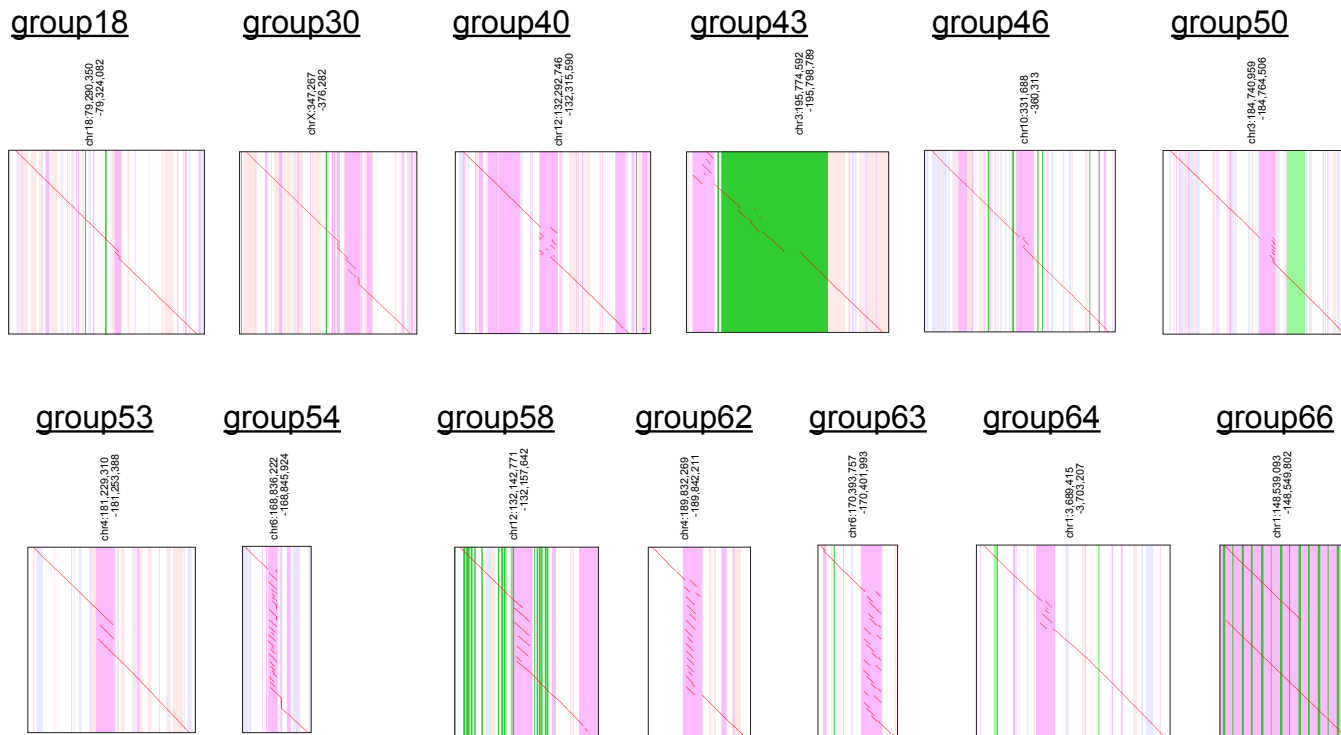 group18
group30
group40
group43
group46
group50
chr18:79,290,350
-79,324,082
chrX:347,267
-376,282
chr12:132,292,746
-132,315,590
chr3:195,774,592
-195,798,789
chr10:331,688
-360,313
chr3:184,740,959
-184,764,506
group53
group54
group58
group62
group63
group64
group66
chr4:181,229,310
-181,253,388
chr6:168,836,222
-168,845,924
chr12:132,142,771
-132,157,642
chr4:189,832,269
-189,842,211
chr6:170,393,757
-170,401,993
chr1:3,689,415
-3,703,207
chr1:148,539,093
-148,549,802